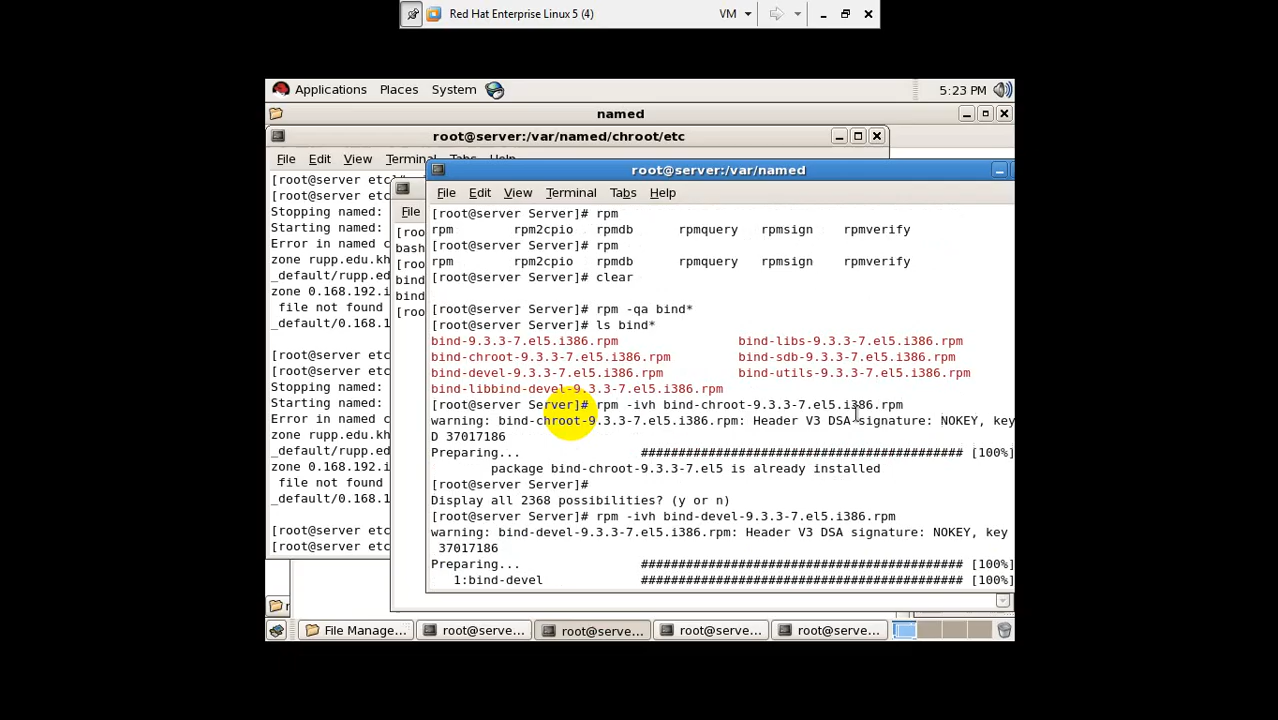 Red Hat Enterprise Linux 5 (4)
VM
Applications Places System
5:23 PM
named
root@server:/var/named/chroot/etc
File Edit View Terminal Tabs Help
[root@server etc]#
[root@server etc
Stopping named:
Starting named:
Error in named c
zone rupp.edu.kh
_default/rupp.ed
zone 0.168.192.i
file not found
_default/0.168.1
[root@server etc
[root@server etc
Stopping named:
Starting named:
Error in named c
zone rupp.edu.kh
_default/rupp.ed
zone 0.168.192.i
file not found
_default/0.168.1
[root@server etc
[root@server etc
File
[roo
bash
[roo
bind
bind
[roo
root@server:/var/named
File Edit View Terminal Tabs Help
[root@server Server]# rpm
rpm rpm2cpio rpmdb rpmquery rpmsign rpmverify
[root@server Server]# rpm
rpm rpm2cpio rpmdb rpmquery rpmsign rpmverify
[root@server Server]# clear
[root@server Server]# rpm -qa bind*
[root@server Server]# ls bind*
bind-9.3.3-7.el5.i386.rpm bind-libs-9.3.3-7.el5.i386.rpm
bind-chroot-9.3.3-7.el5.i386.rpm bind-sdb-9.3.3-7.el5.i386.rpm
bind-devel-9.3.3-7.el5.i386.rpm bind-utils-9.3.3-7.el5.i386.rpm
bind-libbind-devel-9.3.3-7.el5.i386.rpm
[root@server Server]# rpm -ivh bind-chroot-9.3.3-7.el5.i386.rpm
warning: bind-chroot-9.3.3-7.el5.i386.rpm: Header V3 DSA signature: NOKEY, key
D 37017186
Preparing... ########################################### [100%]
package bind-chroot-9.3.3-7.el5 is already installed
[root@server Server]#
Display all 2368 possibilities? (y or n)
[root@server Server]# rpm -ivh bind-devel-9.3.3-7.el5.i386.rpm
warning: bind-devel-9.3.3-7.el5.i386.rpm: Header V3 DSA signature: NOKEY, key
37017186
Preparing... ########################################### [100%]
1:bind-devel ########################################### [100%]
File Manage... root@serve... root@serve... root@serve... root@serve...